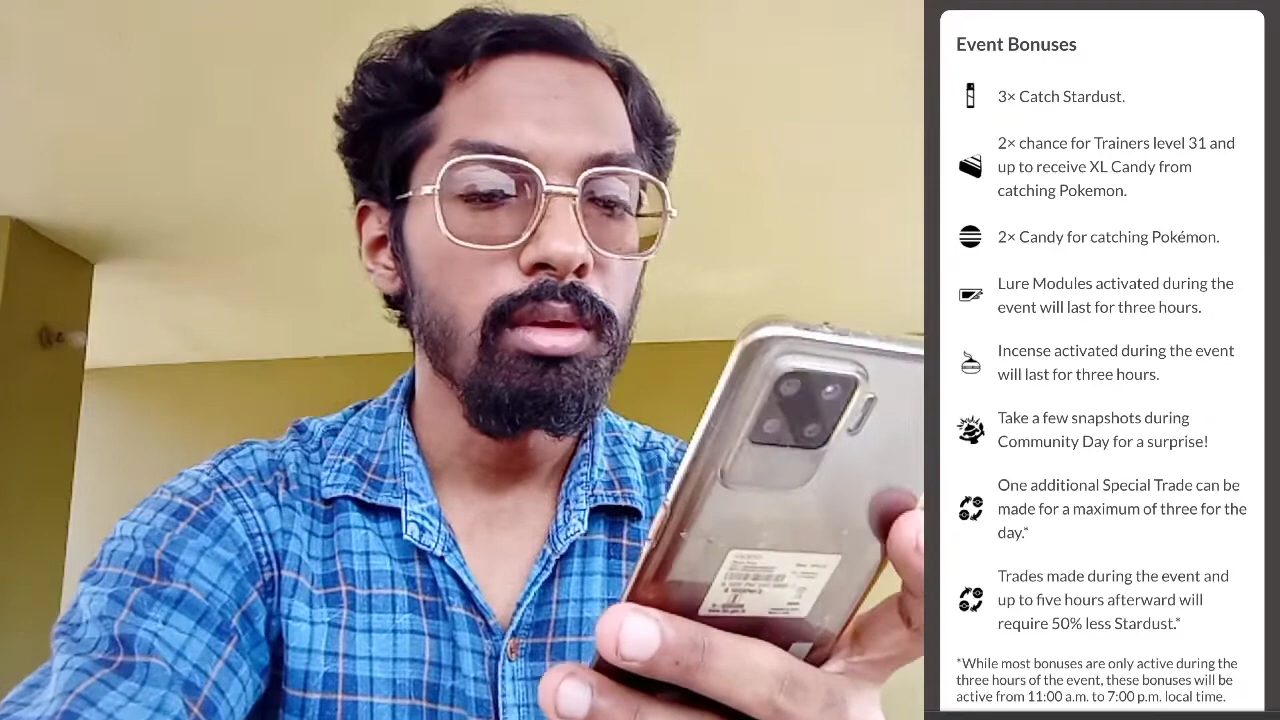 Event Bonuses
3× Catch Stardust.
2× chance for Trainers level 31 and
up to receive XL Candy from
catching Pokemon.
2× Candy for catching Pokémon.
Lure Modules activated during the
event will last for three hours.
Incense activated during the event
will last for three hours.
Take a few snapshots during
Community Day for a surprise!
One additional Special Trade can be
made for a maximum of three for the
day.*
Trades made during the event and
up to five hours afterward will
require 50% less Stardust.*
*While most bonuses are only active during the
three hours of the event, these bonuses will be
active from 11:00 a.m. to 7:00 p.m. local time.